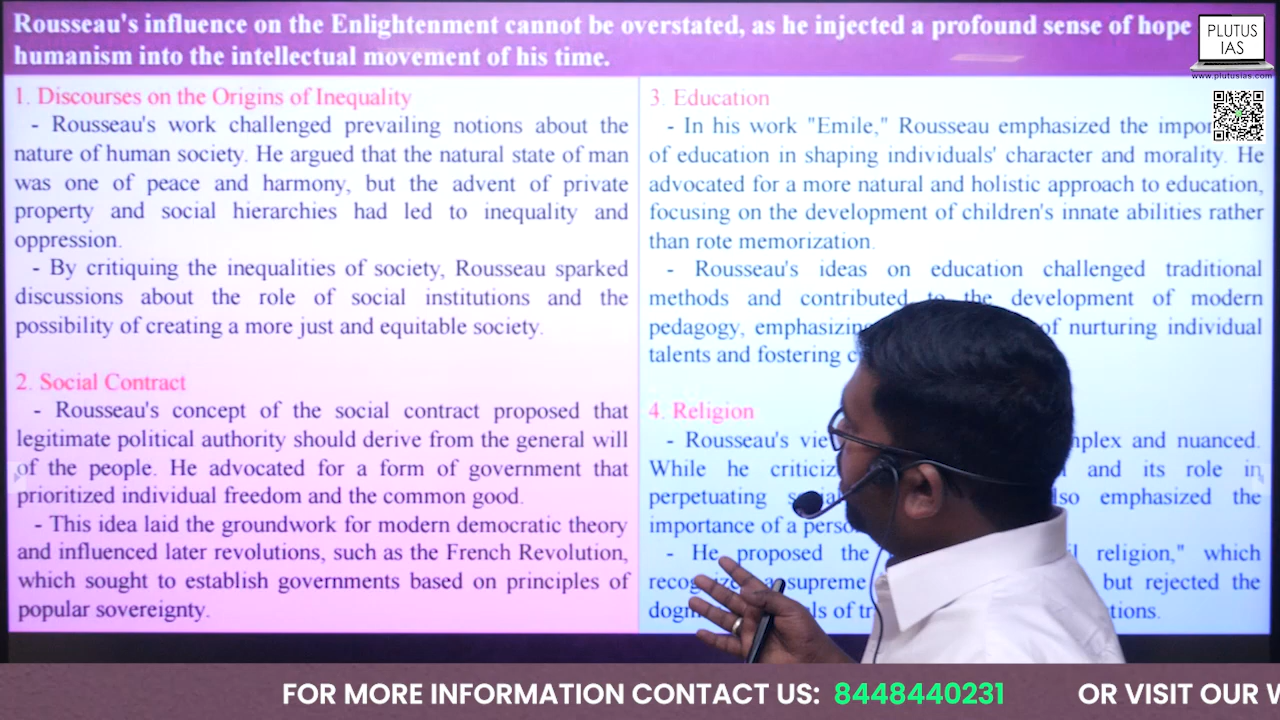 Rousseau's influence on the Enlightenment cannot be overstated, as he injected a profound sense of hope
humanism into the intellectual movement of his time.
PLUTUS
IAS
www.plutusias.com
1. Discourses on the Origins of Inequality
- Rousseau's work challenged prevailing notions about the
nature of human society. He argued that the natural state of man
was one of peace and harmony, but the advent of private
property and social hierarchies had led to inequality and
oppression.
- By critiquing the inequalities of society, Rousseau sparked
discussions about the role of social institutions and the
possibility of creating a more just and equitable society.
2. Social Contract
- Rousseau's concept of the social contract proposed that
legitimate political authority should derive from the general will
of the people. He advocated for a form of government that
prioritized individual freedom and the common good.
- This idea laid the groundwork for modern democratic theory
and influenced later revolutions, such as the French Revolution,
which sought to establish governments based on principles of
popular sovereignty.
3. Education
- In his work "Emile," Rousseau emphasized the impor
of education in shaping individuals' character and morality. He
advocated for a more natural and holistic approach to education,
focusing on the development of children's innate abilities rather
than rote memorization.
- Rousseau's ideas on education challenged traditional
methods and contributed to the development of modern
pedagogy, emphasizing of nurturing individual
talents and fostering
4. Religion
- Rousseau's mplex and nuanced.
While he and its role in
perpetuating lso emphasized the
importance of a
- He proposed the religion," which
a supreme but rejected the
ls of tions.
FOR MORE INFORMATION CONTACT US: 8448440231 OR VISIT OUR